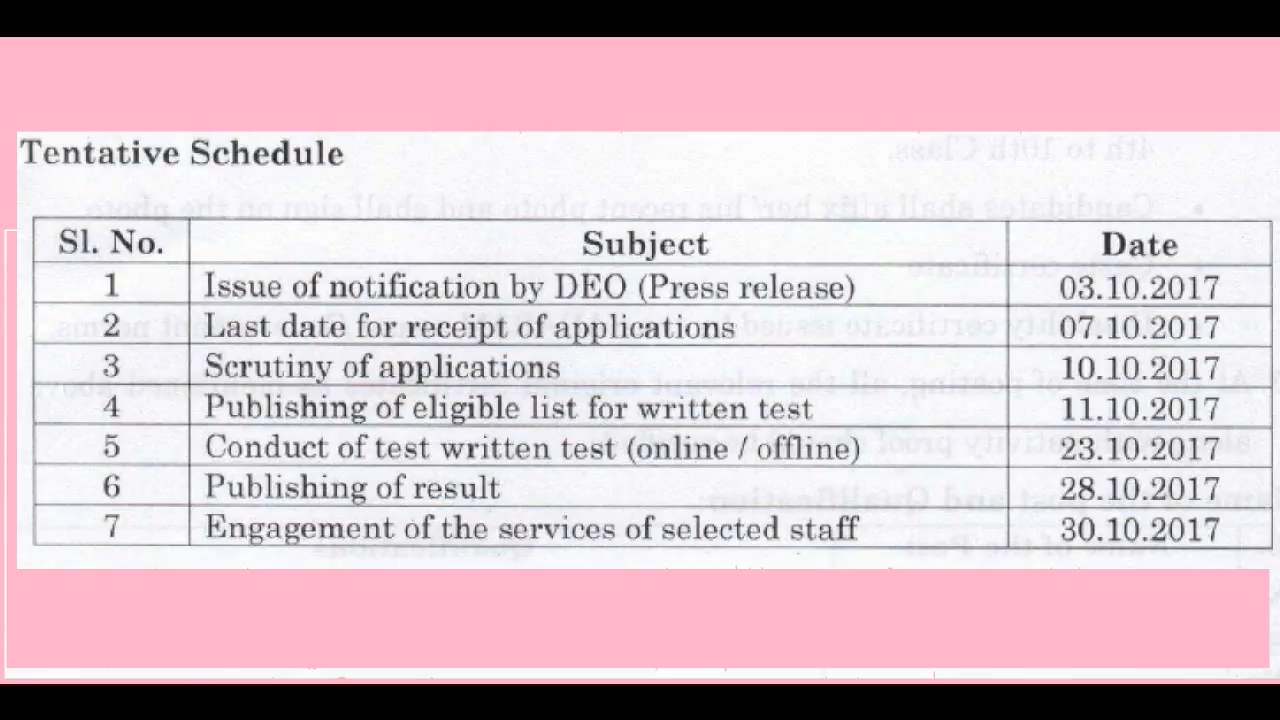 Tentative Schedule
Sl. No. Subject Date
1 Issue of notification by DEO (Press release) 03.10.2017
2 Last date for receipt of applications 07.10.2017
3 Scrutiny of applications 10.10.2017
4 Publishing of eligible list for written test 11.10.2017
5 Conduct of test written test (online / offline) 23.10.2017
6 Publishing of result 28.10.2017
7 Engagement of the services of selected staff 30.10.2017